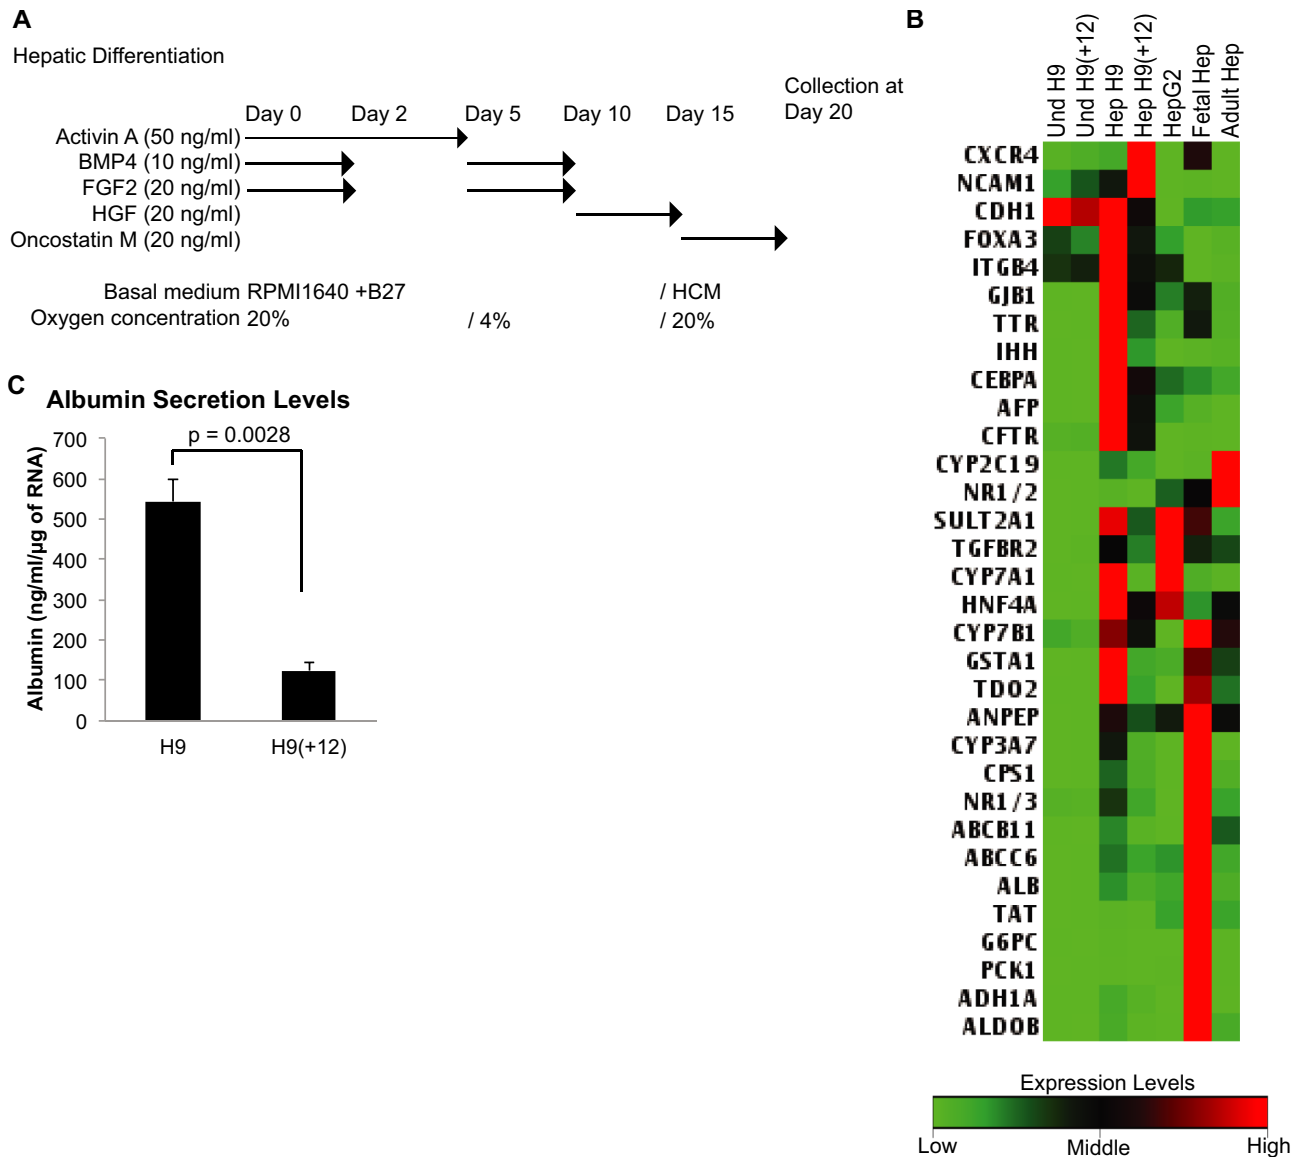 A
Hepatic Differentiation
Day 0 Day 2 Day 5 Day 10 Day 15 Collection at Day 20
Activin A (50 ng/ml)
BMP4 (10 ng/ml)
FGF2 (20 ng/ml)
HGF (20 ng/ml)
Oncostatin M (20 ng/ml)
Basal medium RPMI1640 +B27 / HCM
Oxygen concentration 20% / 4% / 20%
B
Und H9
Und H9(+12)
Hep H9
Hep H9(+12)
HepG2
Fetal Hep
Adult Hep
CXCR4
NCAM1
CDH1
FOXA3
ITGB4
GJB1
TTR
IHH
CEBPA
AFP
CFTR
CYP2C19
NR1/2
SULT2A1
TGFBR2
CYP7A1
HNF4A
CYP7B1
GSTA1
TDO2
ANPEP
CYP3A7
CPS1
NR1/3
ABCB11
ABCC6
ALB
TAT
G6PC
PCK1
ADH1A
ALDOB
Expression Levels
Low Middle High
C
Albumin Secretion Levels
p = 0.0028
Albumin (ng/ml/µg of RNA)
700
600
500
400
300
200
100
0
H9 H9(+12)